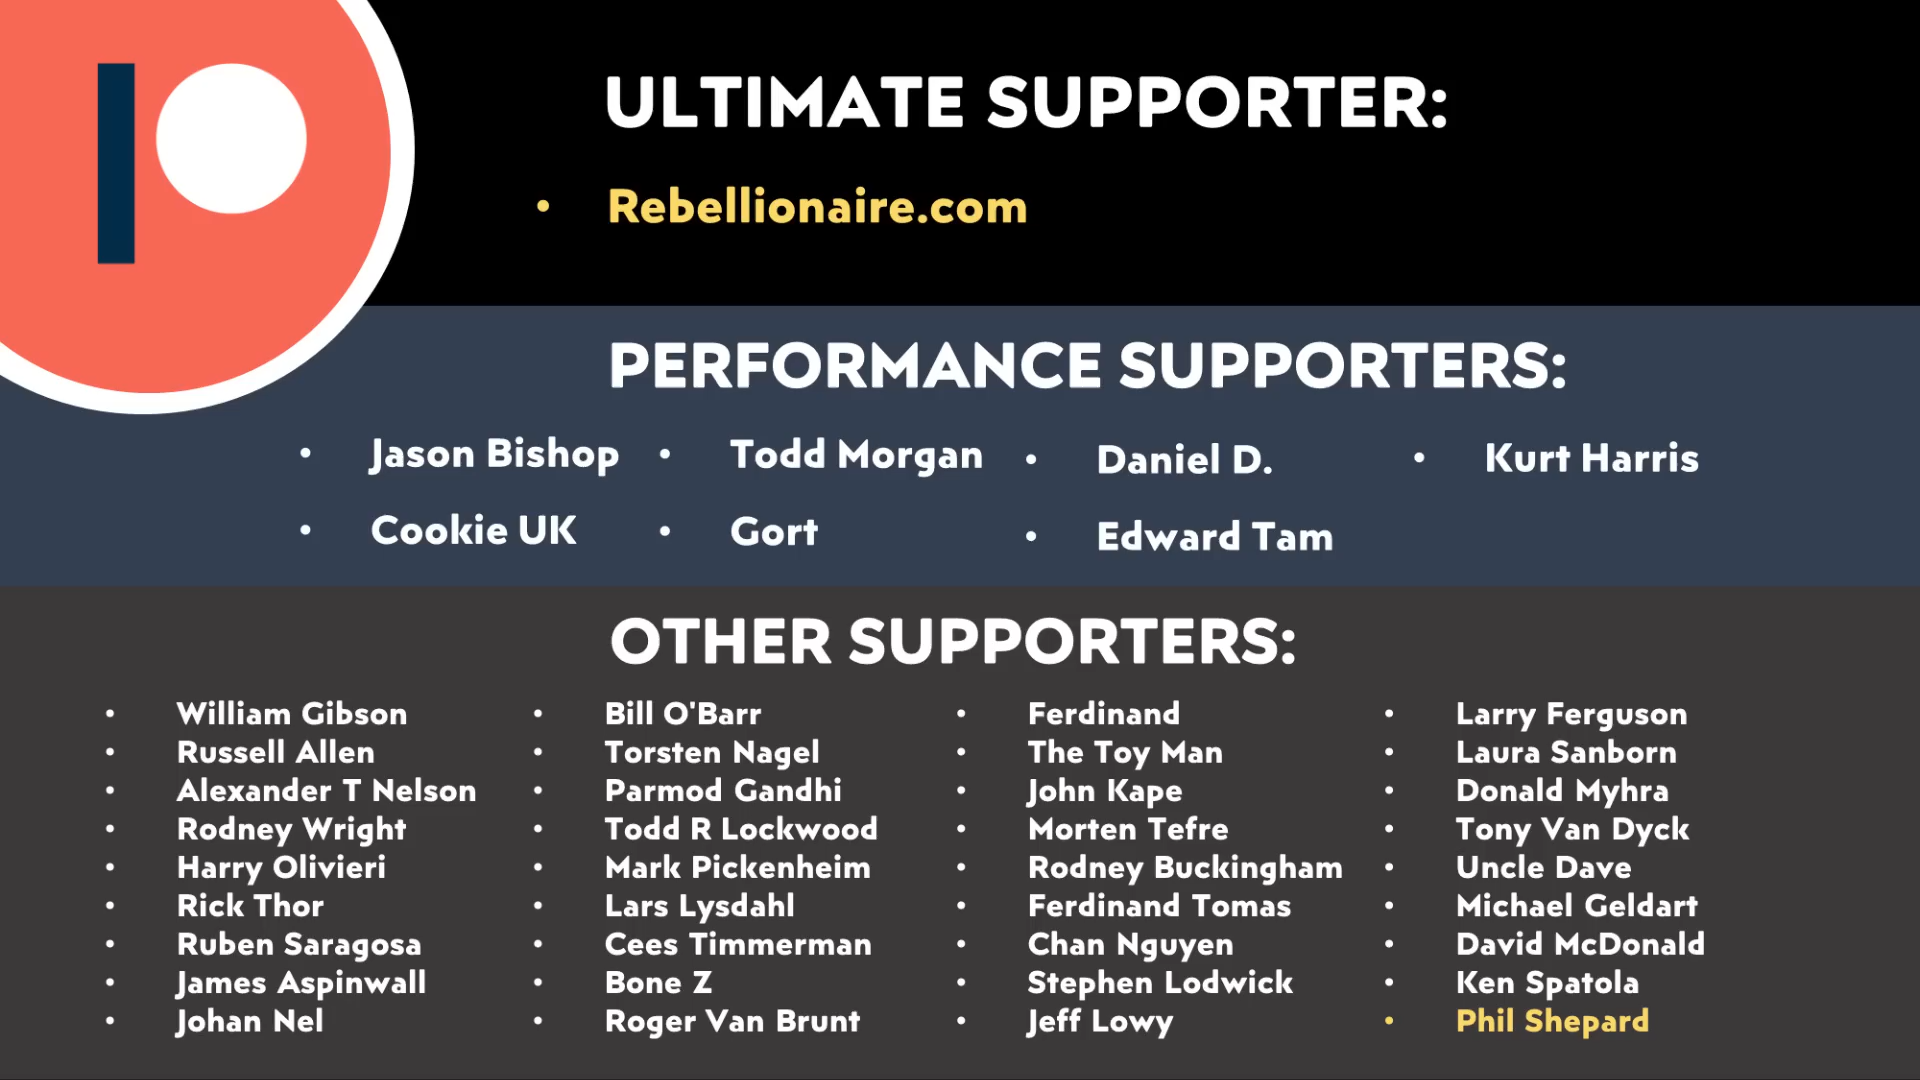 ULTIMATE SUPPORTER:
• Rebellionaire.com
PERFORMANCE SUPPORTERS:
• Jason Bishop
• Cookie UK
• Todd Morgan
• Gort
• Daniel D.
• Edward Tam
• Kurt Harris
OTHER SUPPORTERS:
• William Gibson
• Russell Allen
• Alexander T Nelson
• Rodney Wright
• Harry Olivieri
• Rick Thor
• Ruben Saragosa
• James Aspinwall
• Johan Nel
• Bill O'Barr
• Torsten Nagel
• Parmod Gandhi
• Todd R Lockwood
• Mark Pickenheim
• Lars Lysdahl
• Cees Timmerman
• Bone Z
• Roger Van Brunt
• Ferdinand
• The Toy Man
• John Kape
• Morten Tefre
• Rodney Buckingham
• Ferdinand Tomas
• Chan Nguyen
• Stephen Lodwick
• Jeff Lowy
• Larry Ferguson
• Laura Sanborn
• Donald Myhra
• Tony Van Dyck
• Uncle Dave
• Michael Geldart
• David McDonald
• Ken Spatola
• Phil Shepard